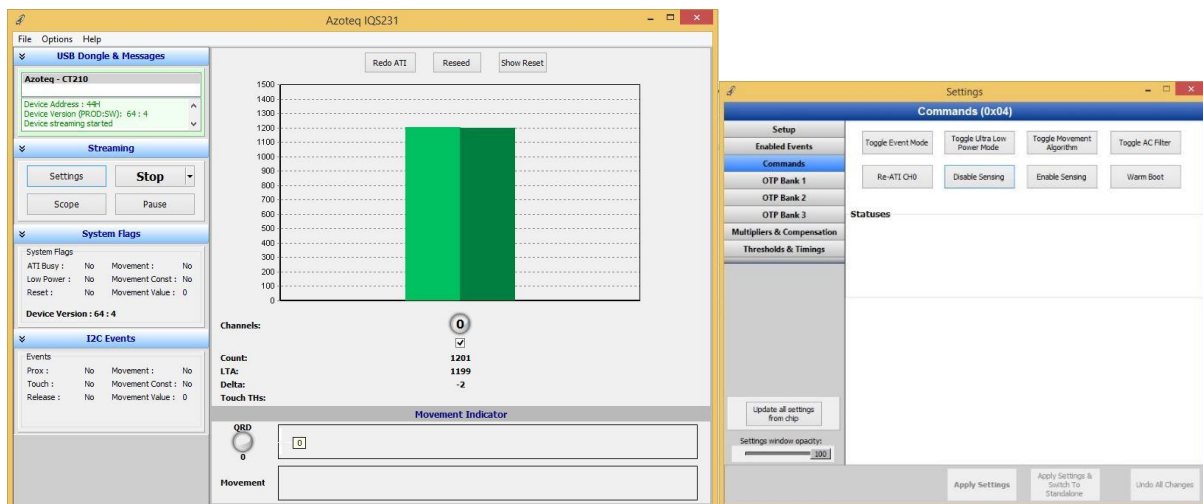 Azoteq IQS231
File Options Help
USB Dongle & Messages
Azoteq - CT210
Device Address : 44H
Device Version (PROD:SW): 64 : 4
Device streaming started
Streaming
Settings Stop
Scope Pause
System Flags
System Flags
ATI Busy : No Movement : No
Low Power : No Movement Const : No
Reset : No Movement Value : 0
Device Version : 64 : 4
I2C Events
Events
Prox : No Movement : No
Touch : No Movement Const : No
Release : No Movement Value : 0
Redo ATI Reseed Show Reset
1500
1400
1300
1200
1100
1000
900
800
700
600
500
400
300
200
100
0
Channels: 0
Count: 1201
LTA: 1199
Delta: -2
Touch THs:
Movement Indicator
QRD
0
0
Movement
Settings
Commands (0x04)
Setup
Enabled Events
Commands
OTP Bank 1
OTP Bank 2
OTP Bank 3
Multipliers & Compensation
Thresholds & Timings
Toggle Event Mode
Toggle Ultra Low
Power Mode
Toggle Movement
Algorithm
Toggle AC Filter
Re-ATI CH0 Disable Sensing Enable Sensing Warm Boot
Statuses
Update all settings
from chip
Settings window opacity:
100
Apply Settings
Apply Settings &
Switch To
Standalone
Undo All Changes